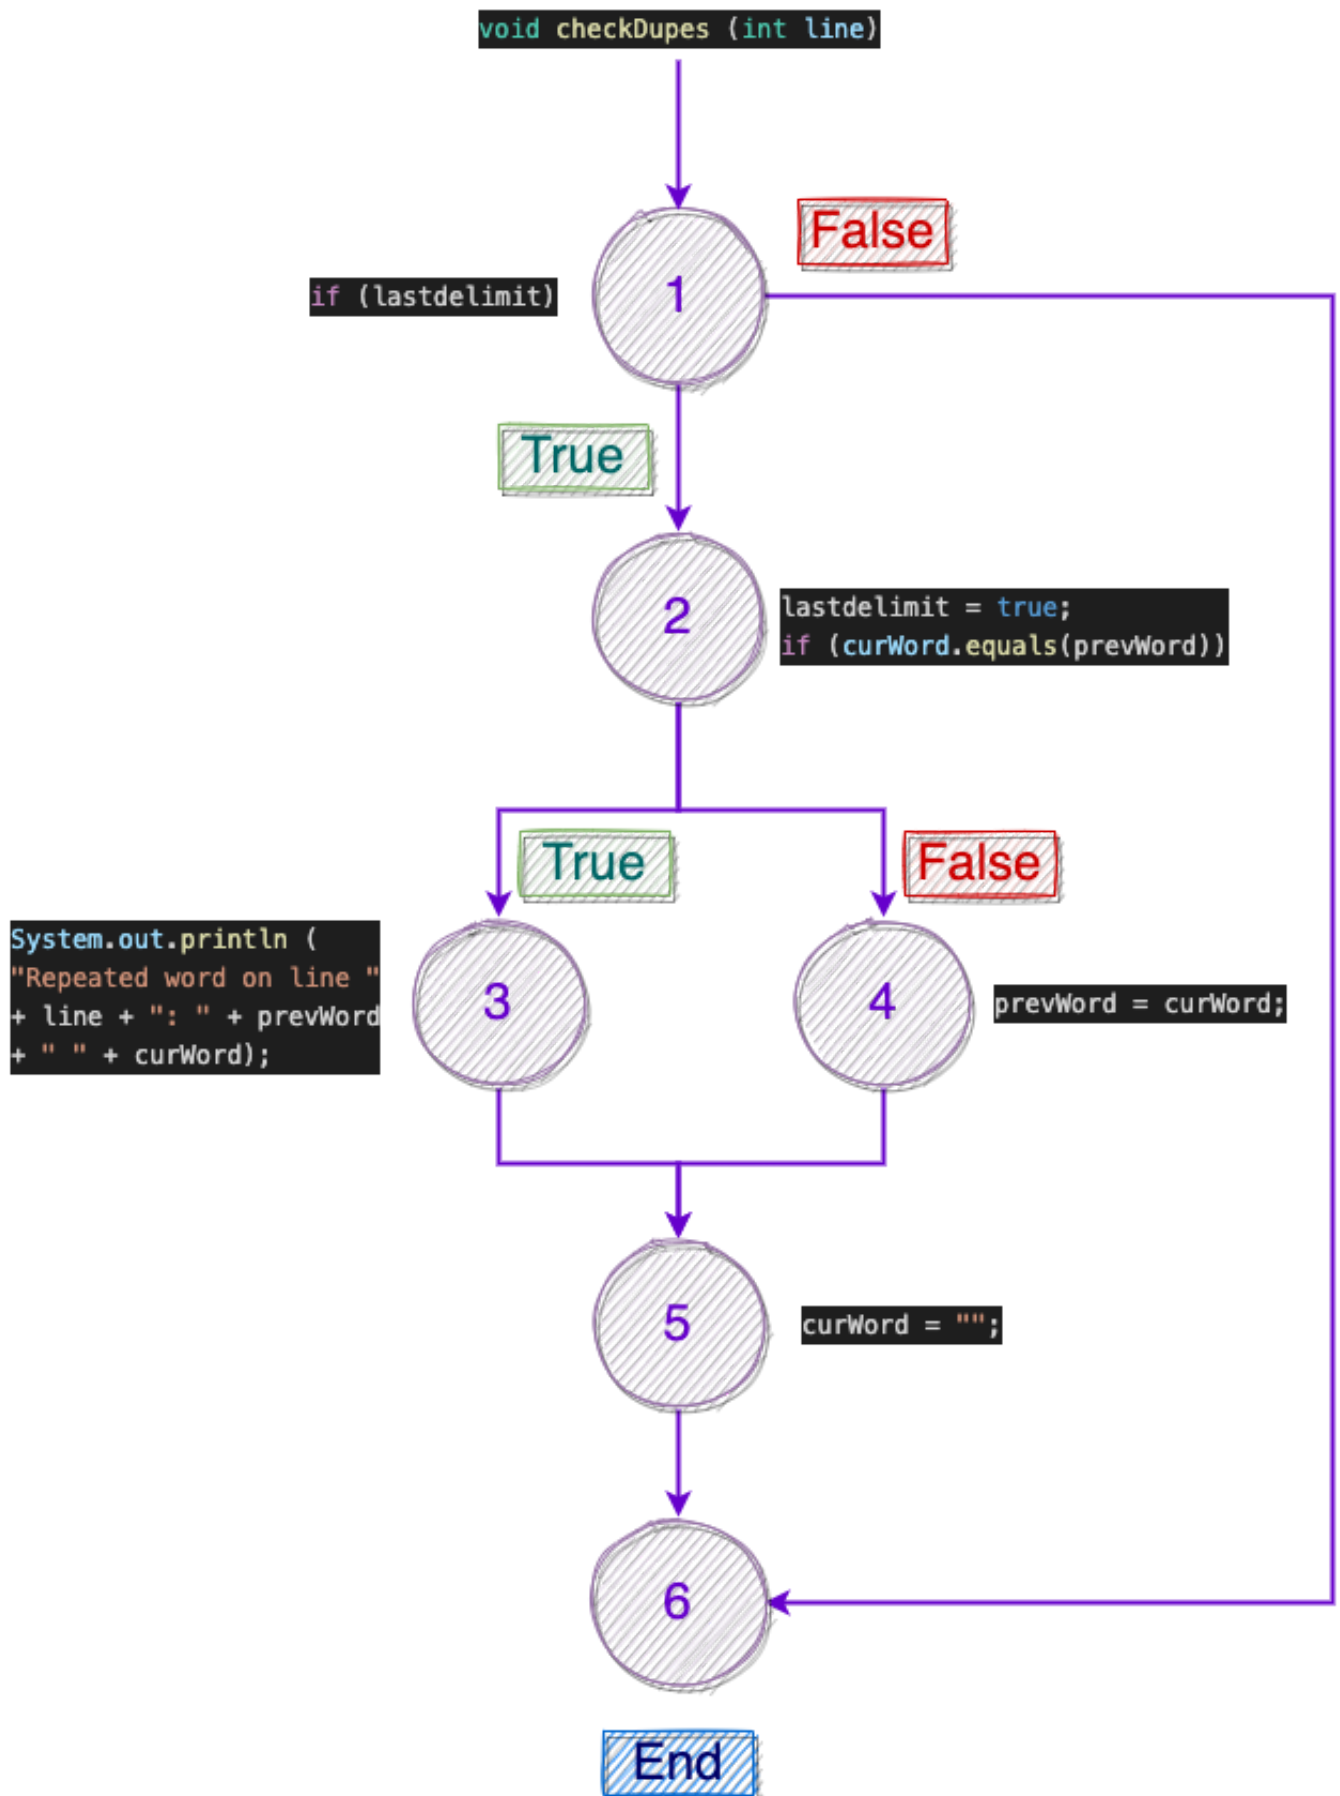 void checkDupes (int line)
False
1
if (lastdelimit)
True
2
lastdelimit = true;
if (curWord.equals(prevWord))
True
False
System.out.println (
"Repeated word on line "
+ line + ": " + prevWord
+ " " + curWord);
3
4
prevWord = curWord;
5
curWord = "";
6
End